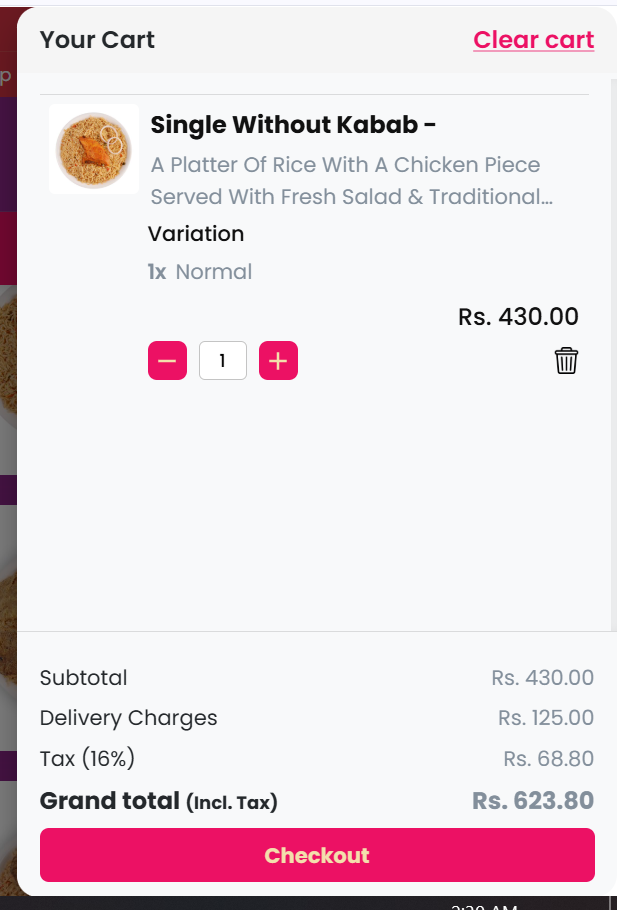 Your Cart
Clear cart
p
Single Without Kabab -
A Platter Of Rice With A Chicken Piece
Served With Fresh Salad & Traditional...
Variation
1x Normal
Rs. 430.00
1
Subtotal
Rs. 430.00
Delivery Charges
Rs. 125.00
Tax (16%)
Rs. 68.80
Grand total (Incl. Tax)
Rs. 623.80
Checkout